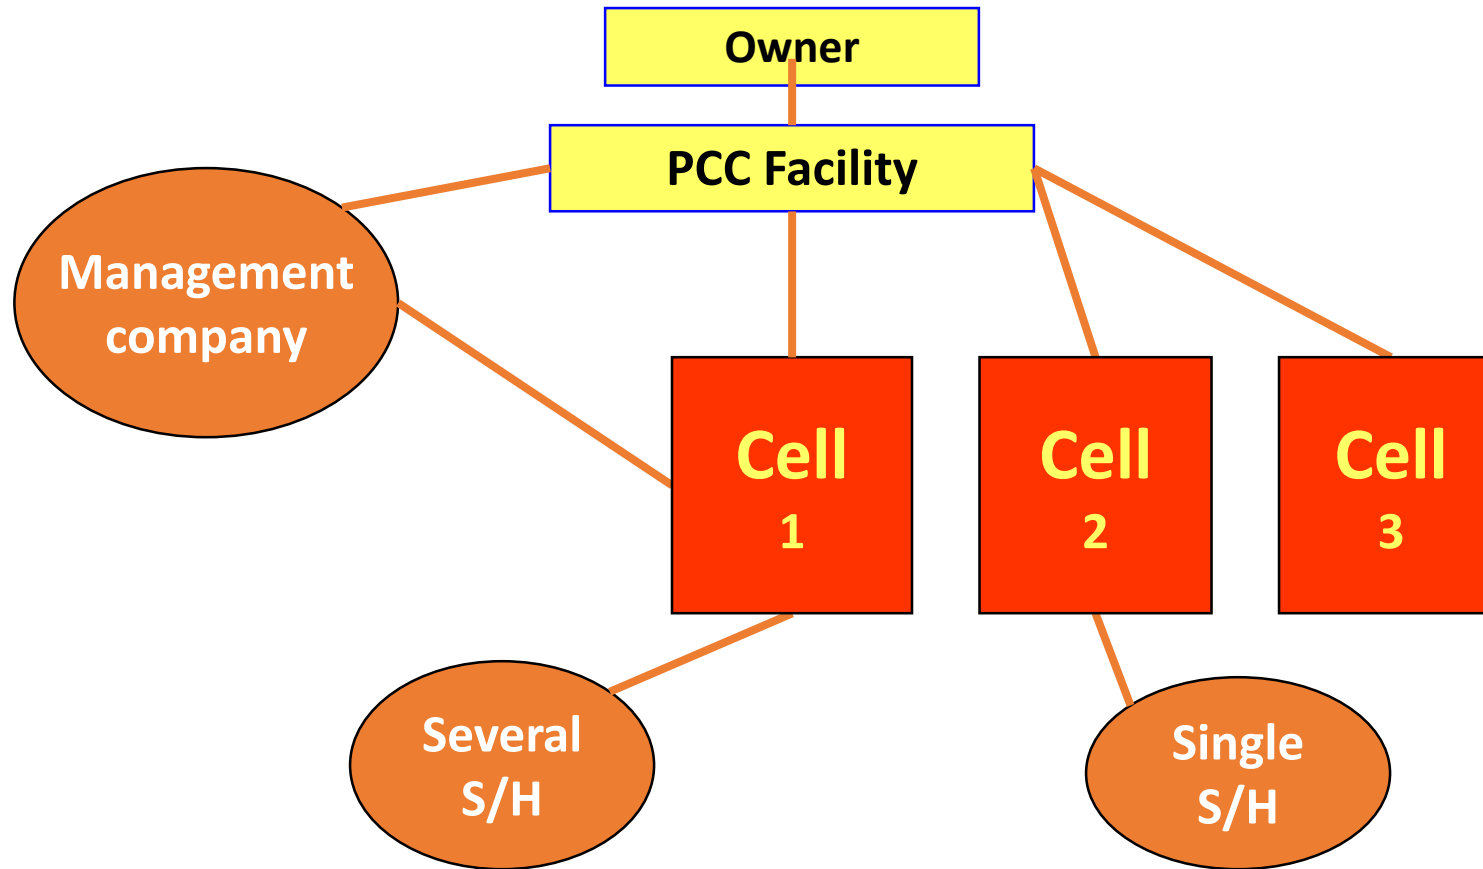 Owner
PCC Facility
Management
company
Cell
1
Cell
2
Cell
3
Several
S/H
Single
S/H